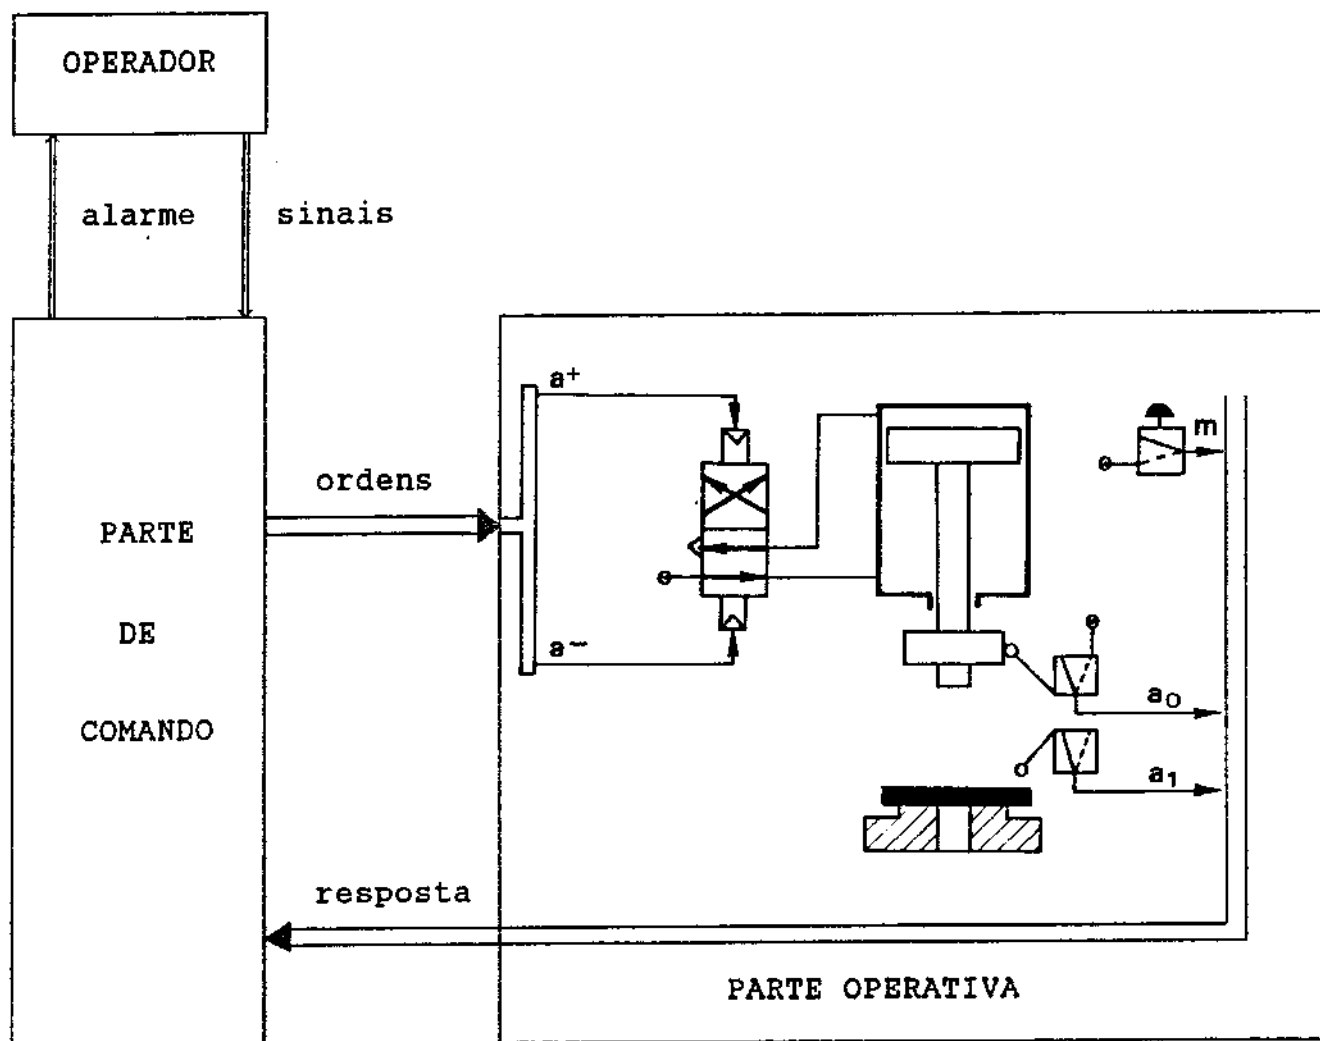 OPERADOR
alarme
sinais
a+
m
ordens
PARTE
DE
COMANDO
a-
a0
a1
resposta
PARTE OPERATIVA